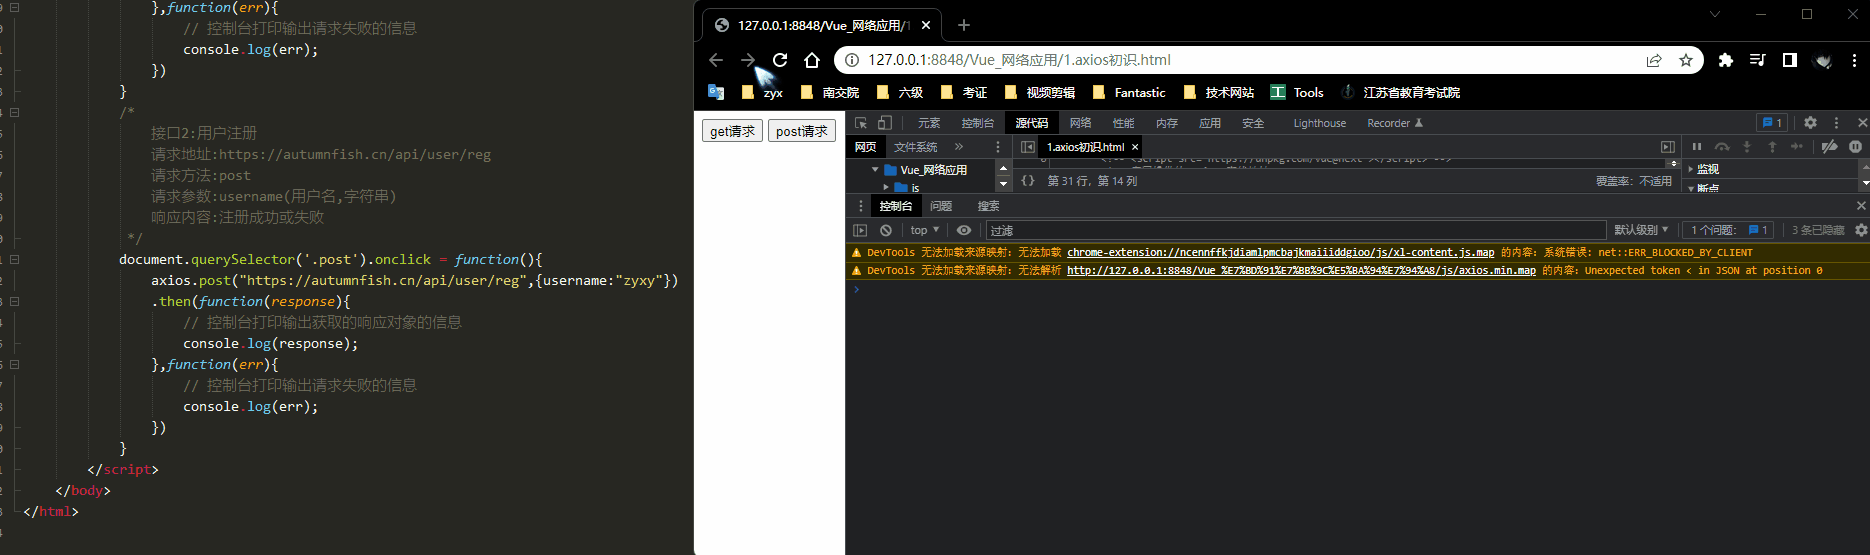 },function(err){
// 控制台打印输出请求失败的信息
console.log(err);
})
}
/*
接口2:用户注册
请求地址:https://autumnfish.cn/api/user/reg
请求方法:post
请求参数:username(用户名,字符串)
响应内容:注册成功或失败
*/
document.querySelector('.post').onclick = function(){
axios.post("https://autumnfish.cn/api/user/reg",{username:"zyxy"})
.then(function(response){
// 控制台打印输出获取的响应对象的信息
console.log(response);
},function(err){
// 控制台打印输出请求失败的信息
console.log(err);
})
}
</script>
</body>
</html>
127.0.0.1:8848/Vue_网络应用/1
127.0.0.1:8848/Vue_网络应用/1.axios初识.html
zyx 南交院 六级 考证 视频剪辑 Fantastic 技术网站 Tools 江苏省教育考试院
get请求 post请求
元素 控制台 源代码 网络 性能 内存 应用 安全 Lighthouse Recorder 1
网页 文件系统 » 1.axios初识.html
Vue_网络应用
js
{} 第 31 行，第 14 列 覆盖率：不适用
监视
断点
控制台 问题 搜索
top 过滤 默认级别 1 个问题： 1 3 条已隐藏
DevTools 无法加载来源映射：无法加载 chrome-extension://ncennffkjdiamlpmcbajkmaiiiddgioo/js/xl-content.js.map 的内容：系统错误：net::ERR_BLOCKED_BY_CLIENT
DevTools 无法加载来源映射：无法解析 http://127.0.0.1:8848/Vue_%E7%BD%91%E7%BB%9C%E5%BA%94%E7%94%A8/js/axios.min.map 的内容：Unexpected token < in JSON at position 0